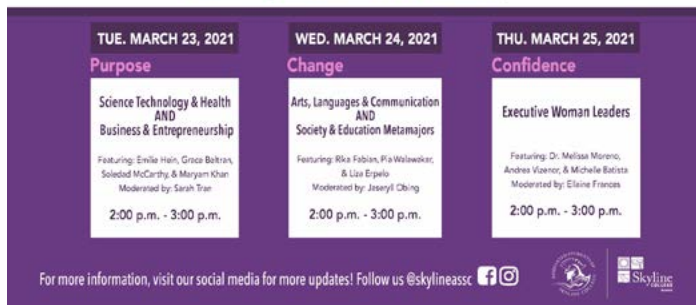 TUE. MARCH 23, 2021
Purpose
Science Technology & Health
AND
Business & Entrepreneurship
Featuring: Emilie Hein, Grace Beltran,
Soledad McCarthy, & Maryam Khan
Moderated by: Sarah Tran
2:00 p.m. - 3:00 p.m.
WED. MARCH 24, 2021
Change
Arts, Languages & Communication
AND
Society & Education Metamajors
Featuring: Rika Fabian, Pia Walawalkar,
& Liza Erpelo
Moderated by: Jaseryll Obing
2:00 p.m. - 3:00 p.m.
THU. MARCH 25, 2021
Confidence
Executive Woman Leaders
Featuring: Dr. Melissa Moreno,
Andrea Vizenor, & Michelle Batista
Moderated by: Elaine Frances
2:00 p.m. - 3:00 p.m.
For more information, visit our social media for more updates! Follow us @skylineassc
Skyline
COLLEGE